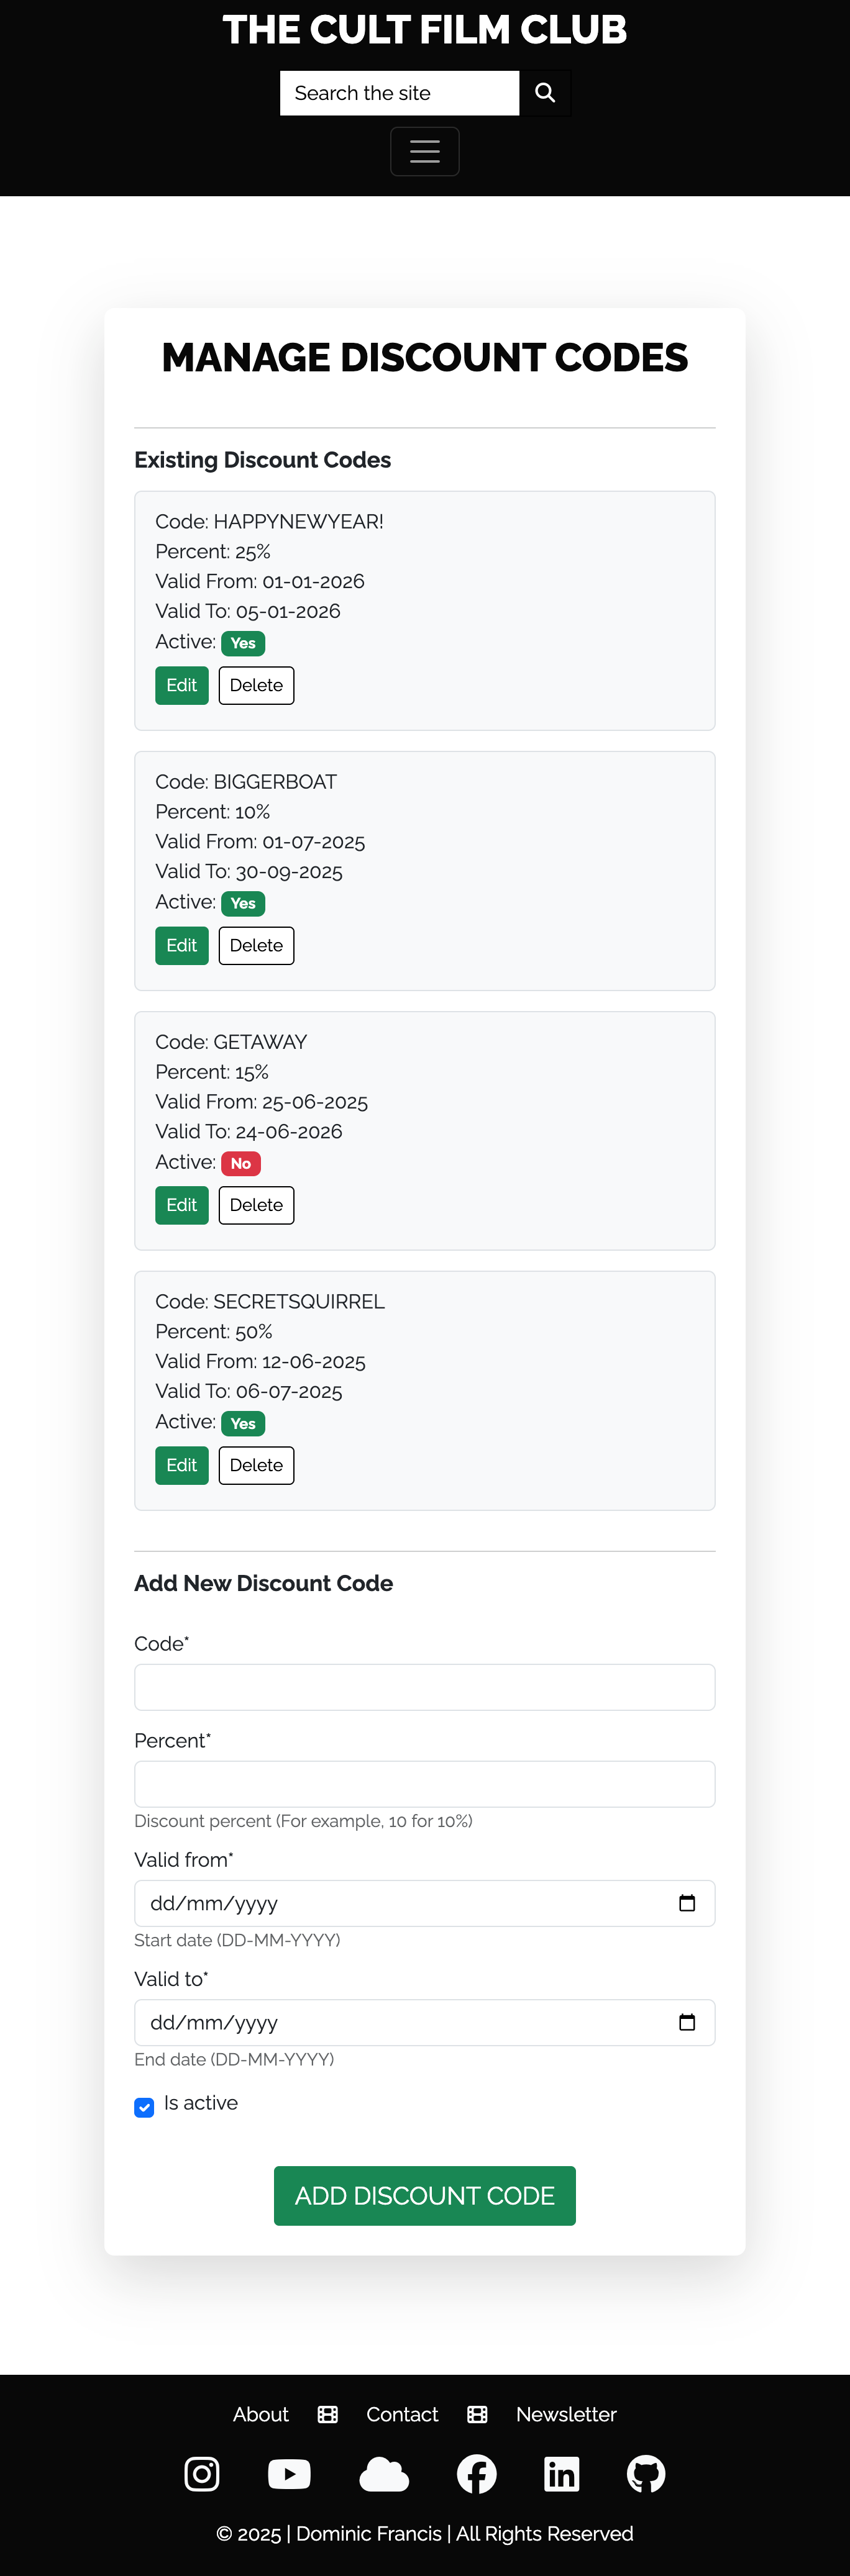 THE CULT FILM CLUB
Search the site
MANAGE DISCOUNT CODES
Existing Discount Codes
Code: HAPPYNEWYEAR!
Percent: 25%
Valid From: 01-01-2026
Valid To: 05-01-2026
Active: Yes
Edit Delete
Code: BIGGERBOAT
Percent: 10%
Valid From: 01-07-2025
Valid To: 30-09-2025
Active: Yes
Edit Delete
Code: GETAWAY
Percent: 15%
Valid From: 25-06-2025
Valid To: 24-06-2026
Active: No
Edit Delete
Code: SECRETSQUIRREL
Percent: 50%
Valid From: 12-06-2025
Valid To: 06-07-2025
Active: Yes
Edit Delete
Add New Discount Code
Code*
Percent*
Discount percent (For example, 10 for 10%)
Valid from*
dd/mm/yyyy
Start date (DD-MM-YYYY)
Valid to*
dd/mm/yyyy
End date (DD-MM-YYYY)
Is active
ADD DISCOUNT CODE
About Contact Newsletter
© 2025 | Dominic Francis | All Rights Reserved